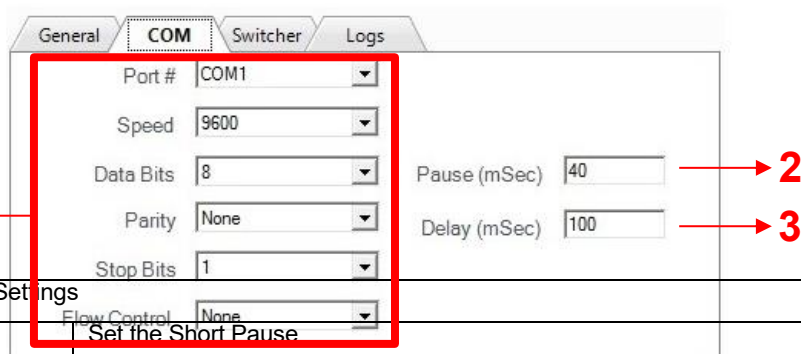 General COM Switcher Logs
Port # COM1
Speed 9600
Data Bits 8 Pause (mSec) 40 2
Parity None Delay (mSec) 100 3
Stop Bits 1
Settings
Flow Control None
Set the Short Pause